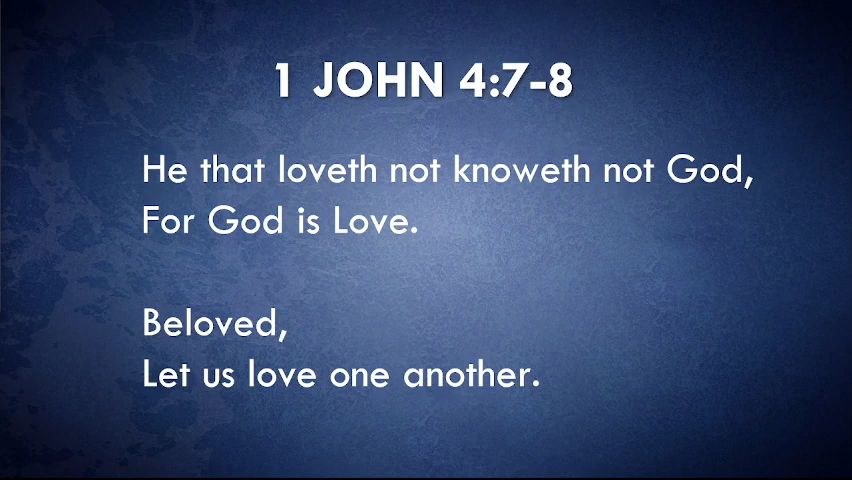 1 JOHN 4:7-8
He that loveth not knoweth not God,
For God is Love.
Beloved,
Let us love one another.